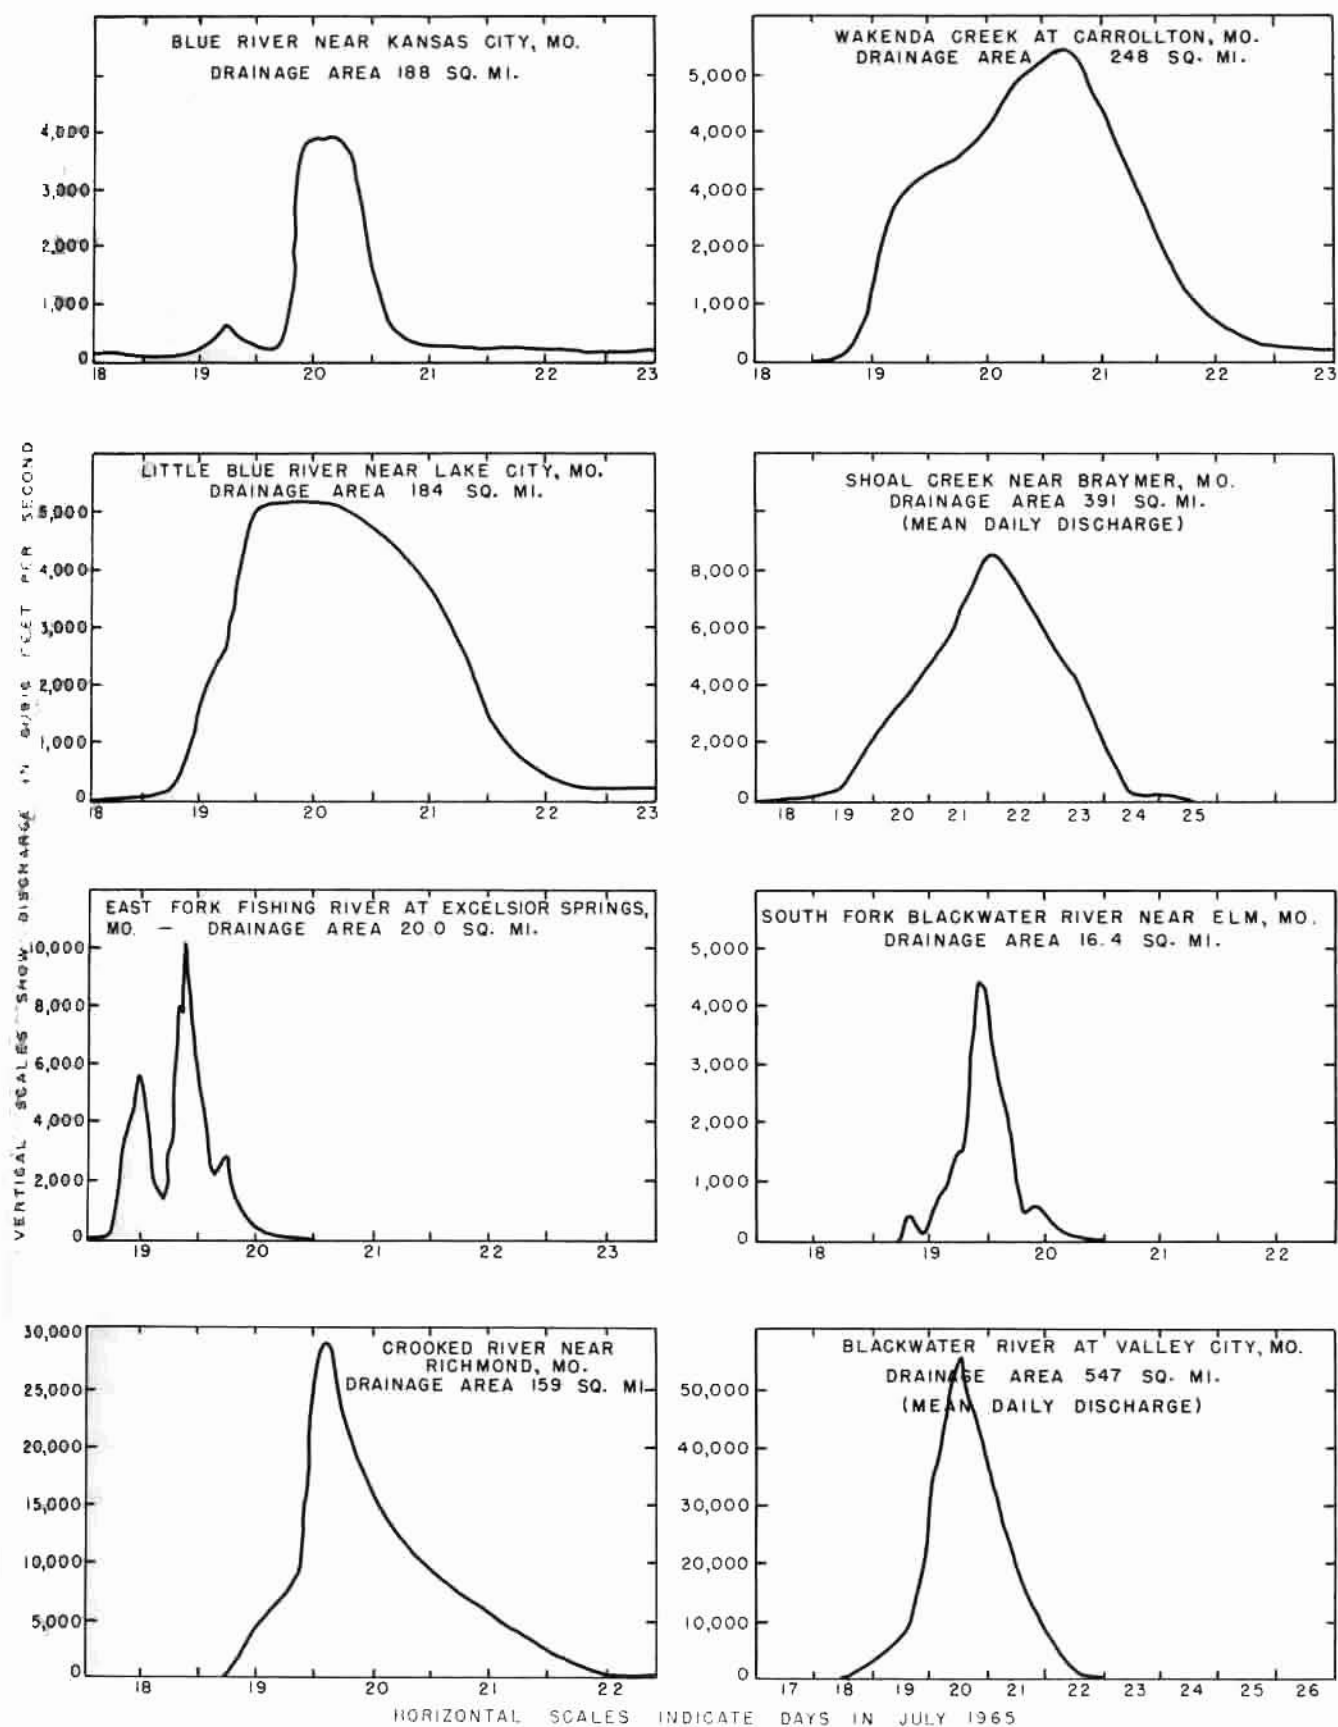 BLUE RIVER NEAR KANSAS CITY, MO.
DRAINAGE AREA 188 SQ. MI.
4,000
3,000
2,000
1,000
0
18 19 20 21 22 23
WAKENDA CREEK AT CARROLLTON, MO.
DRAINAGE AREA 248 SQ. MI.
5,000
4,000
4,000
2,000
1,000
0
18 19 20 21 22 23
VERTICAL SCALES SHOW DISCHARGE IN CUBIC FEET PER SECOND
LITTLE BLUE RIVER NEAR LAKE CITY, MO.
DRAINAGE AREA 184 SQ. MI.
5,000
4,000
3,000
2,000
1,000
0
18 19 20 21 22 23
SHOAL CREEK NEAR BRAYMER, MO.
DRAINAGE AREA 391 SQ. MI.
(MEAN DAILY DISCHARGE)
8,000
6,000
4,000
2,000
0
18 19 20 21 22 23 24 25
EAST FORK FISHING RIVER AT EXCELSIOR SPRINGS,
MO. — DRAINAGE AREA 20.0 SQ. MI.
10,000
8,000
6,000
4,000
2,000
0
19 20 21 22 23
SOUTH FORK BLACKWATER RIVER NEAR ELM, MO.
DRAINAGE AREA 16.4 SQ. MI.
5,000
4,000
3,000
2,000
1,000
0
18 19 20 21 22
CROOKED RIVER NEAR
RICHMOND, MO.
DRAINAGE AREA 159 SQ. MI.
30,000
25,000
20,000
15,000
10,000
5,000
0
18 19 20 21 22
BLACKWATER RIVER AT VALLEY CITY, MO.
DRAINAGE AREA 547 SQ. MI.
(MEAN DAILY DISCHARGE)
50,000
40,000
30,000
20,000
10,000
0
17 18 19 20 21 22 23 24 25 26
HORIZONTAL SCALES INDICATE DAYS IN JULY 1965